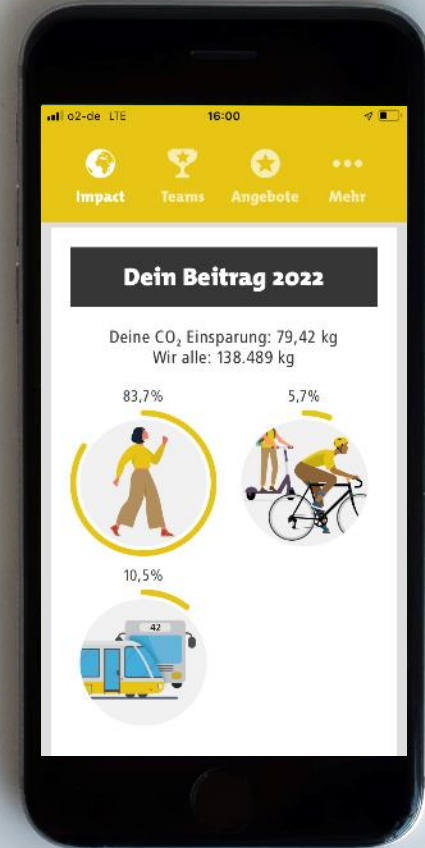 o2-de LTE 16:00
Impact Teams Angebote Mehr
Dein Beitrag 2022
Deine CO₂ Einsparung: 79,42 kg
Wir alle: 138.489 kg
83,7% 5,7%
10,5%
42